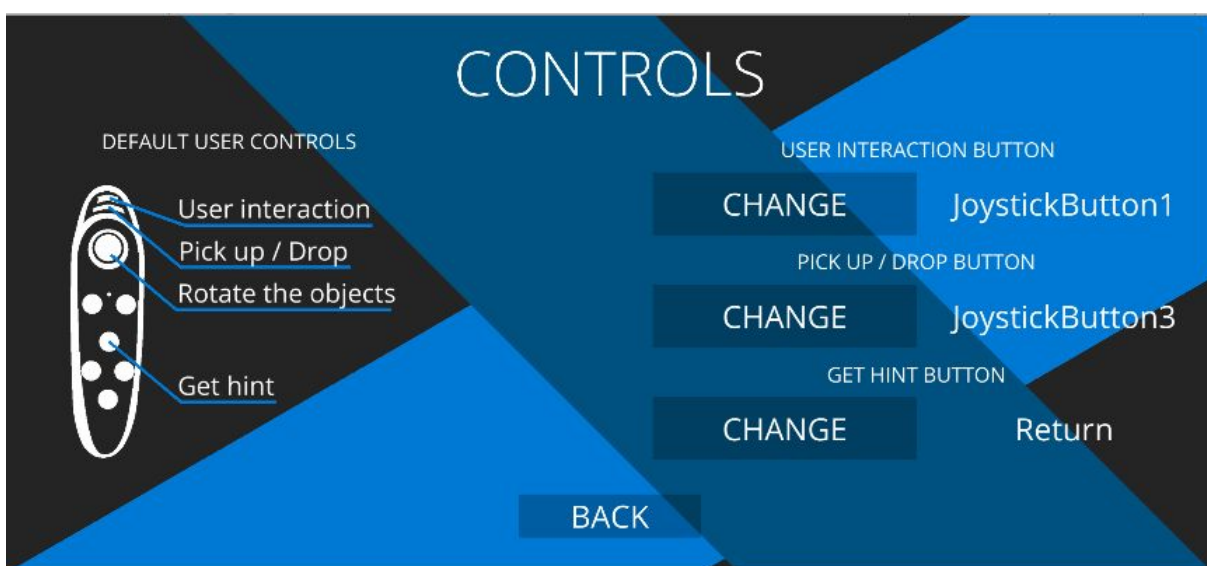 CONTROLS
DEFAULT USER CONTROLS
User interaction
Pick up / Drop
Rotate the objects
Get hint
USER INTERACTION BUTTON
CHANGE JoystickButton1
PICK UP / DROP BUTTON
CHANGE JoystickButton3
GET HINT BUTTON
CHANGE Return
BACK